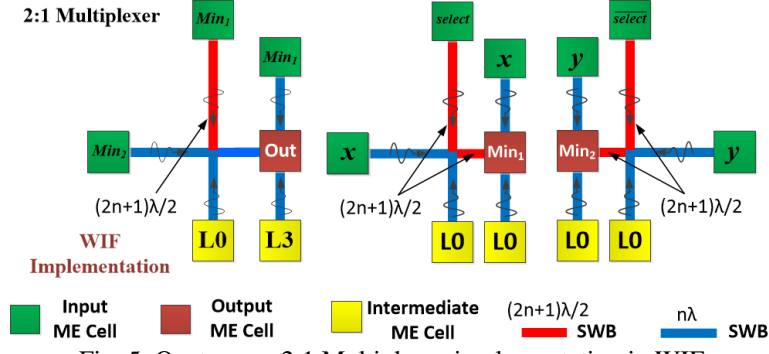 2:1 Multiplexer
Min₁
Min₁
Min₂
Out
(2n+1)λ/2
L0
L3
WIF
Implementation
select
x
x
Min₁
(2n+1)λ/2
L0
L0
select
y
Min₂
y
(2n+1)λ/2
L0
L0
Input
ME Cell
Output
ME Cell
Intermediate
ME Cell
(2n+1)λ/2
SWB
nλ
SWB